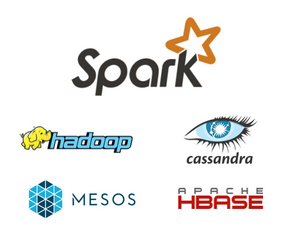 Spark
hadoop
cassandra
MESOS
APACHE
HBASE